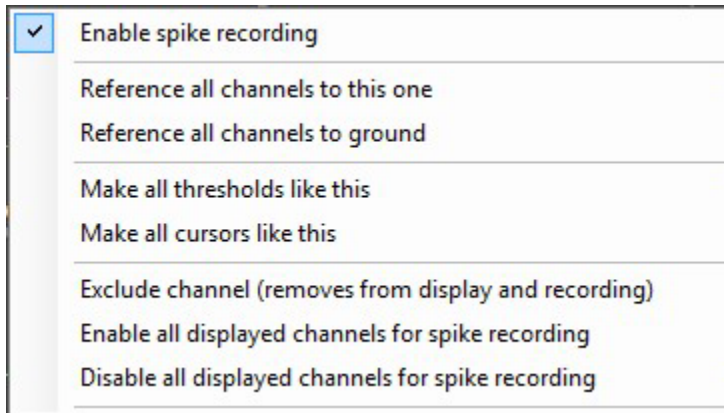 Enable spike recording
Reference all channels to this one
Reference all channels to ground
Make all thresholds like this
Make all cursors like this
Exclude channel (removes from display and recording)
Enable all displayed channels for spike recording
Disable all displayed channels for spike recording